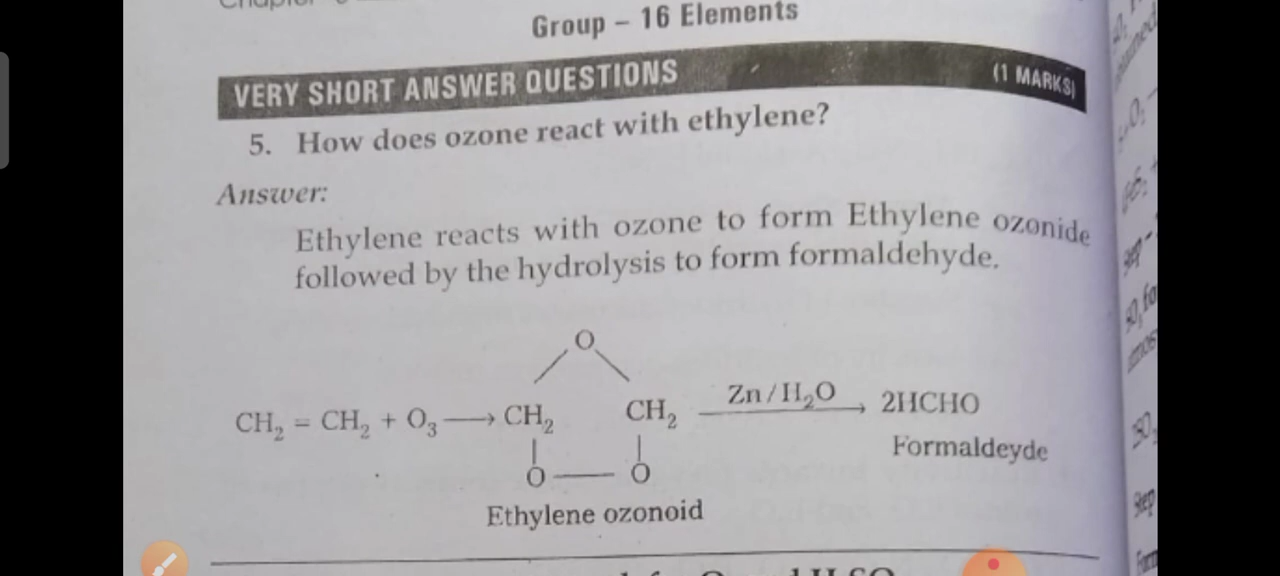 Group – 16 Elements
VERY SHORT ANSWER QUESTIONS (1 MARKS)
5. How does ozone react with ethylene?
Answer:
Ethylene reacts with ozone to form Ethylene ozonide
followed by the hydrolysis to form formaldehyde.
O
CH₂ = CH₂ + O₃ ⟶ CH₂ CH₂ Zn/H₂O ⟶ 2HCHO
Formaldeyde
O — O
Ethylene ozonoid